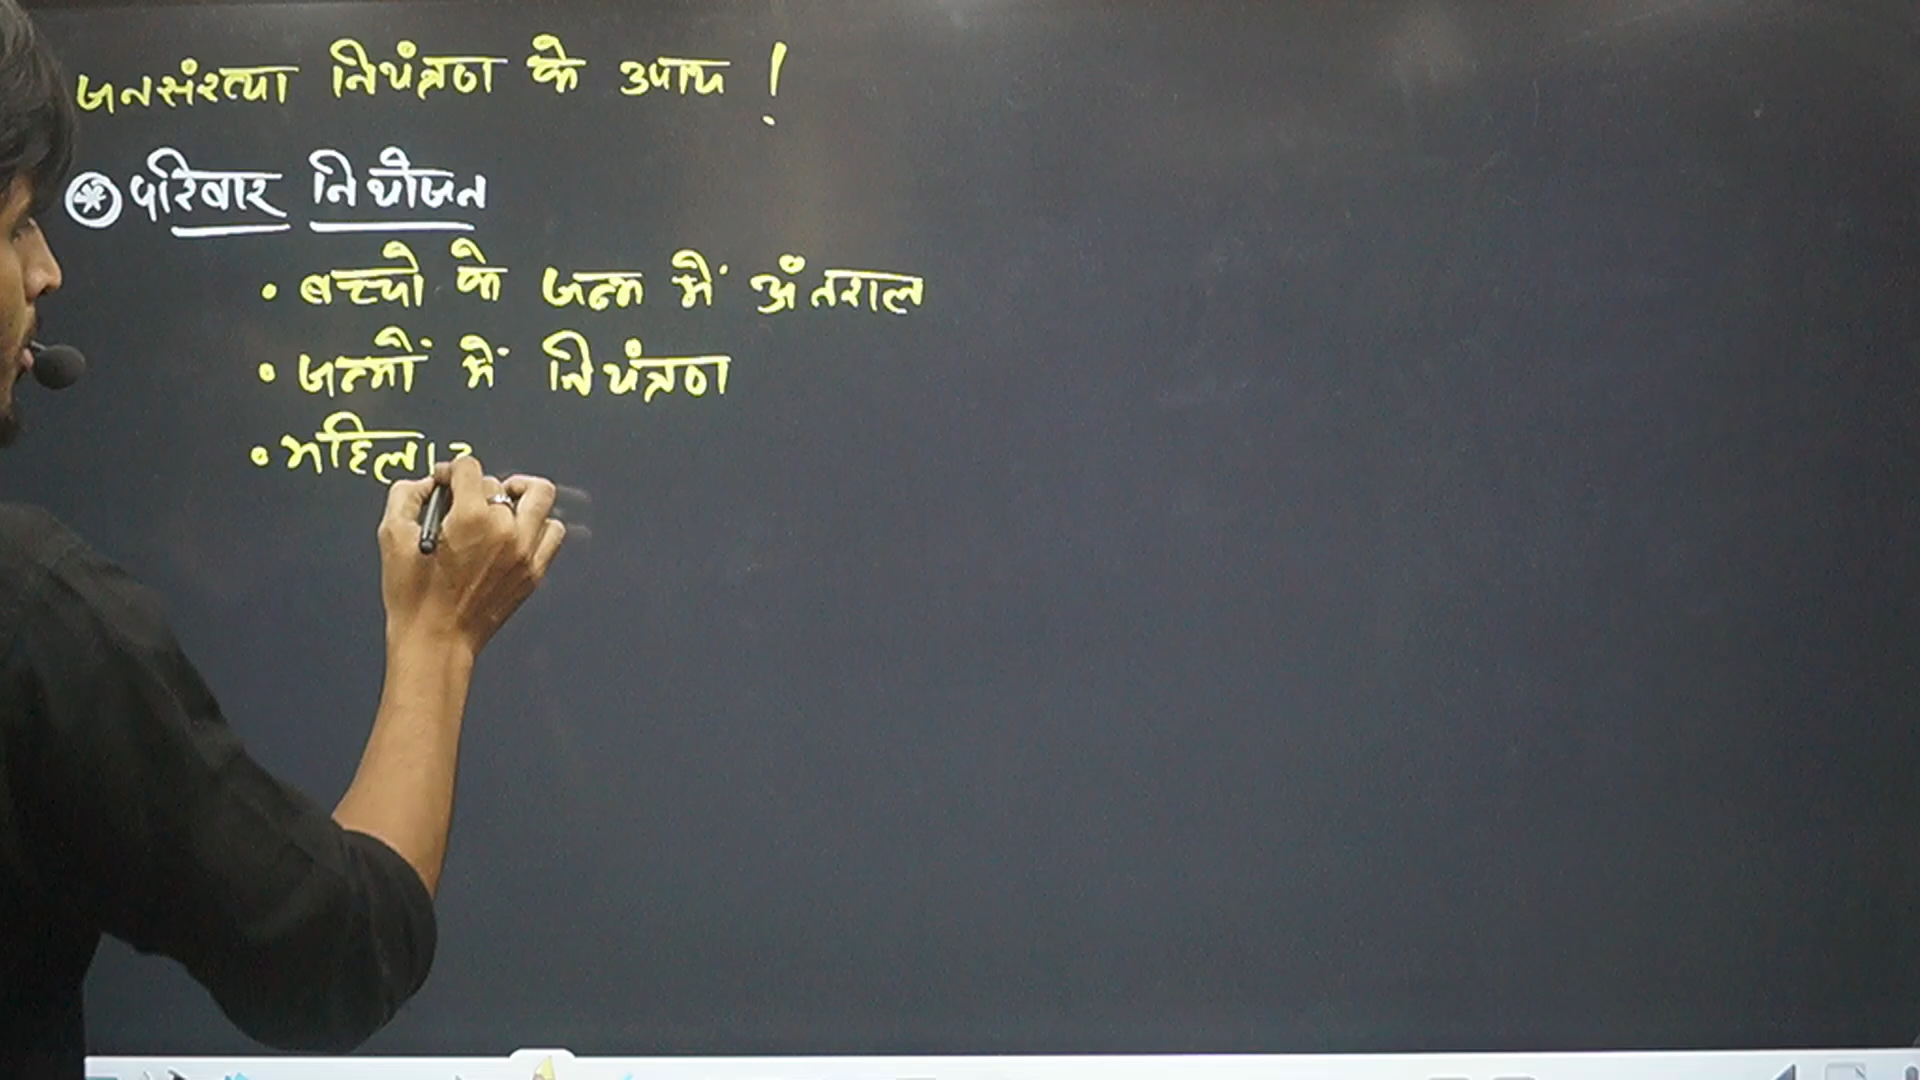 जनसंख्या नियंत्रण के उपाय !
परिवार नियोजन
• बच्चो के जन्म में अंतराल
• जन्मों में नियंत्रण
• महिला